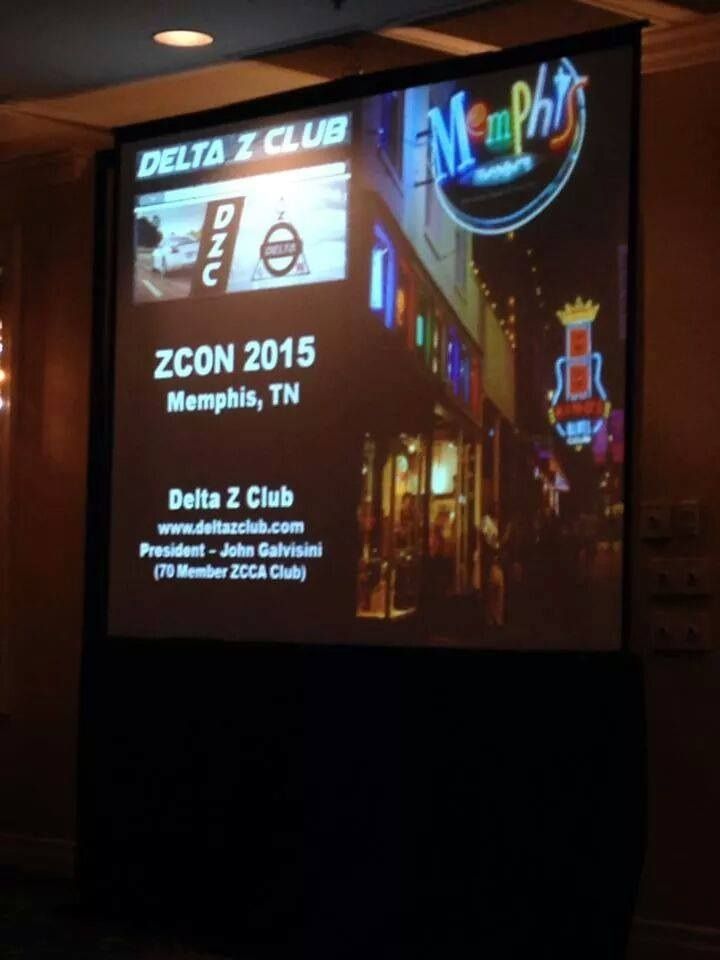 DELTA Z CLUB
DZC
DELTA
ZCON 2015
Memphis, TN
Delta Z Club
www.deltazclub.com
President – John Galvisini
(70 Member ZCCA Club)
Memphis